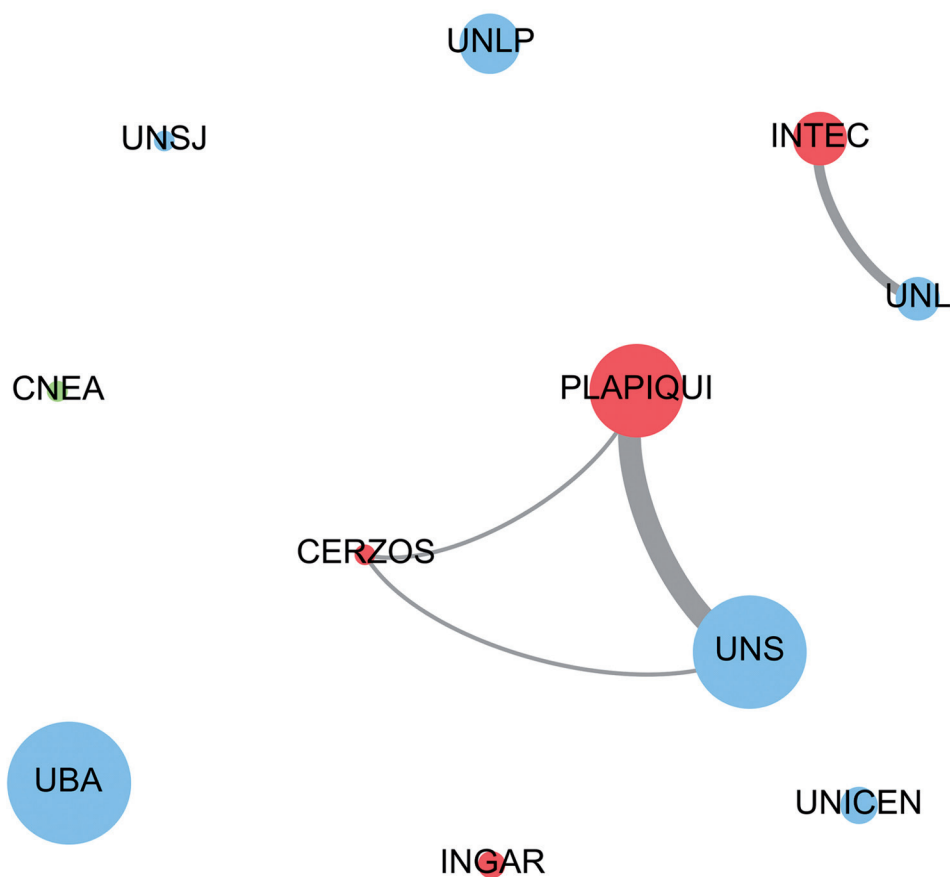 UNLP
UNSJ
INTEC
UNL
CNEA
PLAPIQUI
CERZOS
UNS
UBA
UNICEN
INGAR